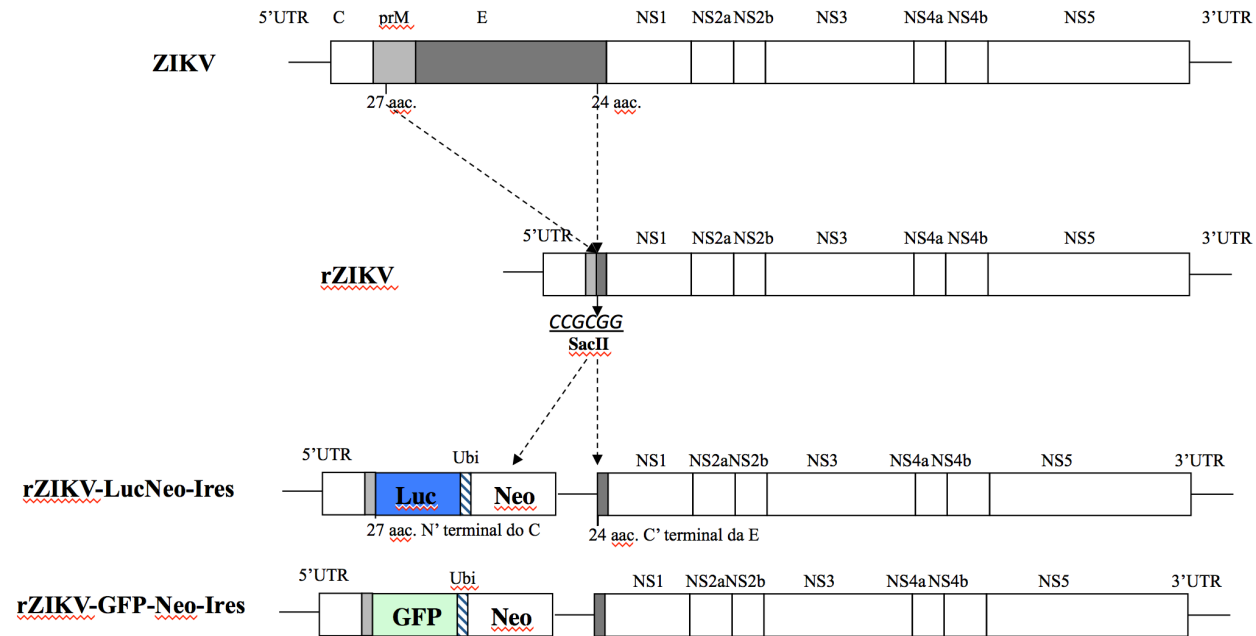 5’UTR C prM E NS1 NS2a NS2b NS3 NS4a NS4b NS5 3’UTR
ZIKV
27 aac. 24 aac.
5’UTR NS1 NS2a NS2b NS3 NS4a NS4b NS5 3’UTR
rZIKV
CCGCGG
SacII
5’UTR Ubi NS1 NS2a NS2b NS3 NS4a NS4b NS5 3’UTR
rZIKV-LucNeo-Ires Luc Neo
27 aac. N’ terminal do C 24 aac. C’ terminal da E
5’UTR Ubi NS1 NS2a NS2b NS3 NS4a NS4b NS5 3’UTR
rZIKV-GFP-Neo-Ires GFP Neo